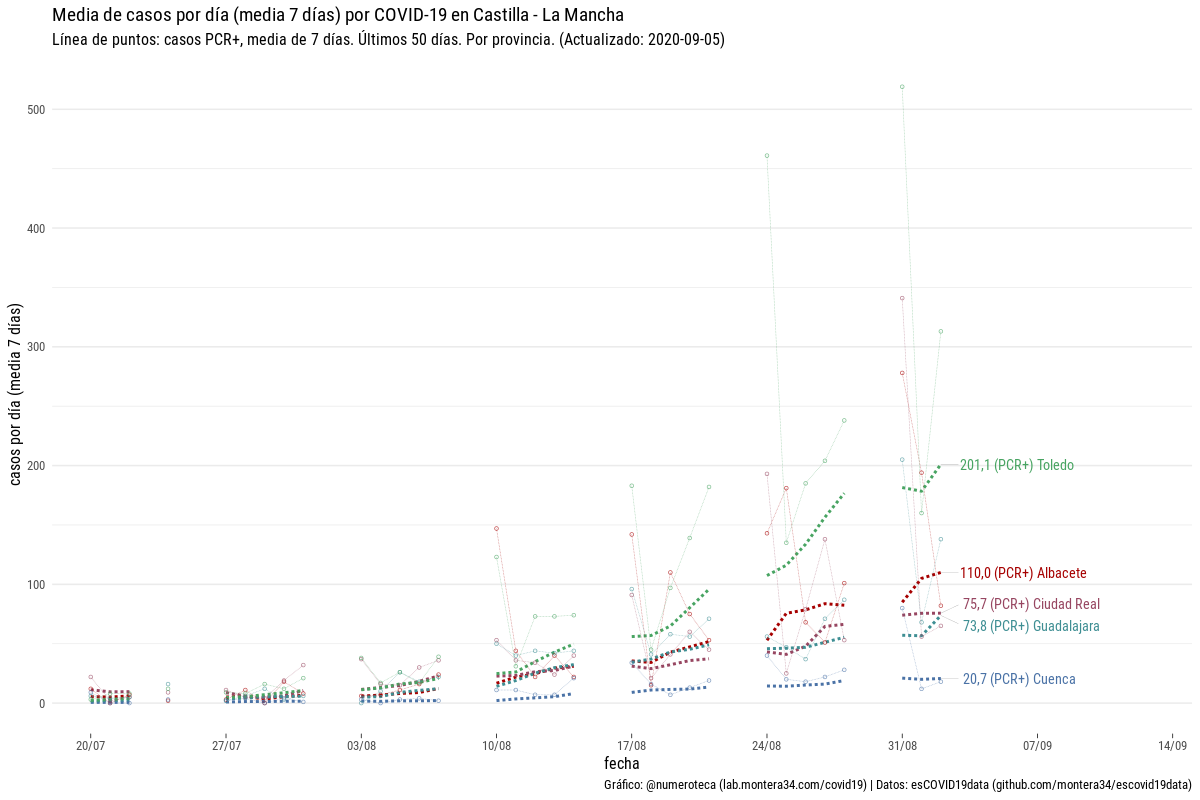 Media de casos por día (media 7 días) por COVID-19 en Castilla - La Mancha
Línea de puntos: casos PCR+, media de 7 días. Últimos 50 días. Por provincia. (Actualizado: 2020-09-05)
casos por día (media 7 días)
500
400
300
200
100
0
201,1 (PCR+) Toledo
110,0 (PCR+) Albacete
75,7 (PCR+) Ciudad Real
73,8 (PCR+) Guadalajara
20,7 (PCR+) Cuenca
20/07
27/07
03/08
10/08
17/08
24/08
31/08
07/09
14/09
fecha
Gráfico: @numeroteca (lab.montera34.com/covid19) | Datos: esCOVID19data (github.com/montera34/escovid19data)